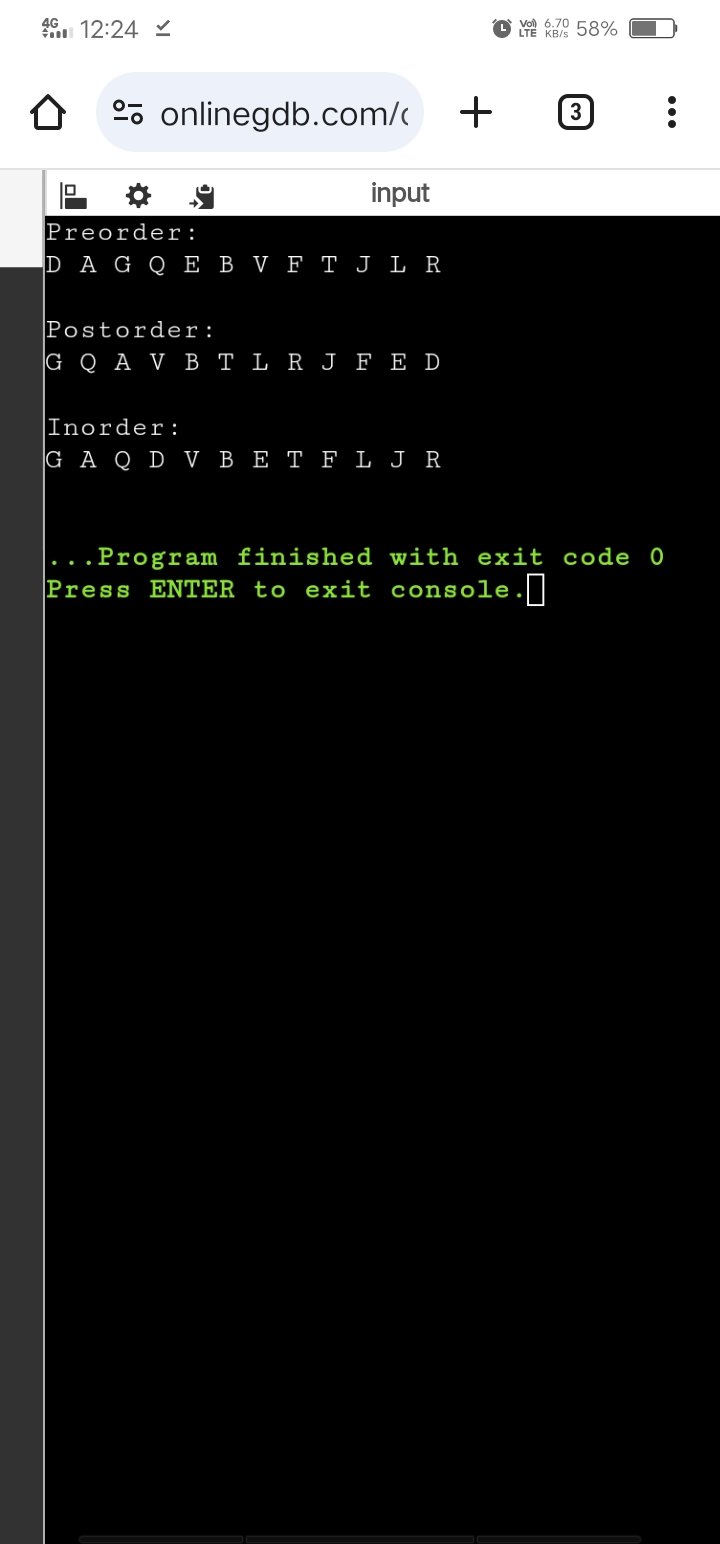 4G 12:24 Vo) LTE 6.70 KB/s 58%
onlinegdb.com/c 3
input
Preorder:
D A G Q E B V F T J L R
Postorder:
G Q A V B T L R J F E D
Inorder:
G A Q D V B E T F L J R
...Program finished with exit code 0
Press ENTER to exit console.